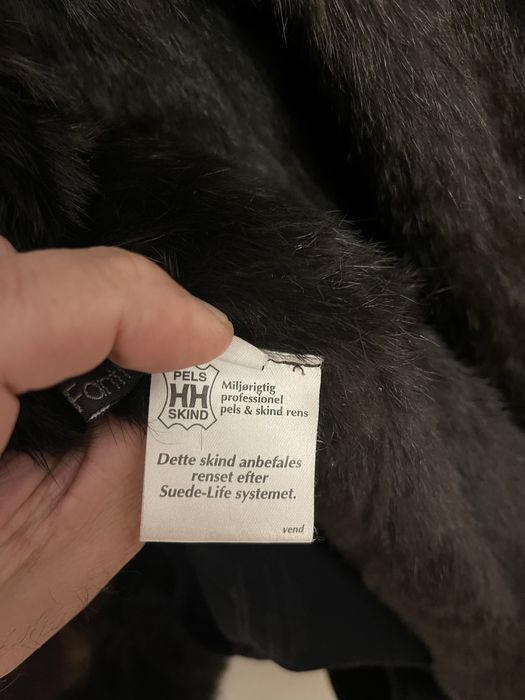 PELS
HH
SKIND
Miljørigtig
professionel
pels & skind rens
Dette skind anbefales
renset efter
Suede-Life systemet.
vend